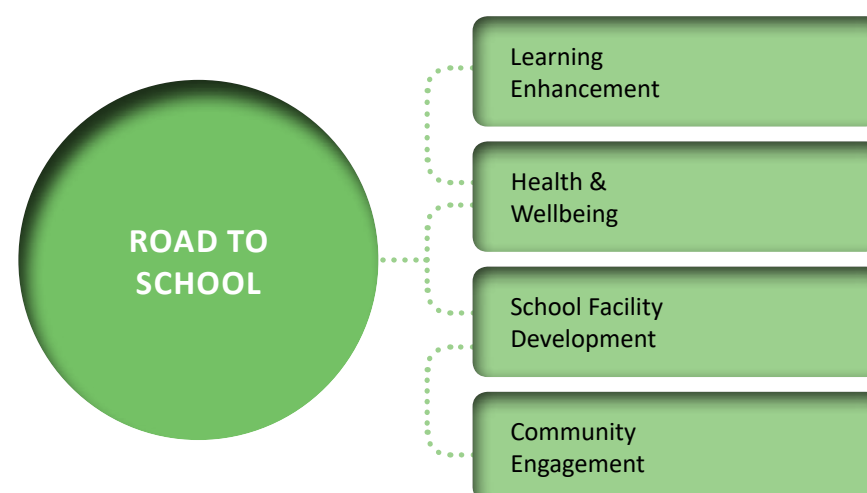 ROAD TO
SCHOOL
Learning
Enhancement
Health &
Wellbeing
School Facility
Development
Community
Engagement